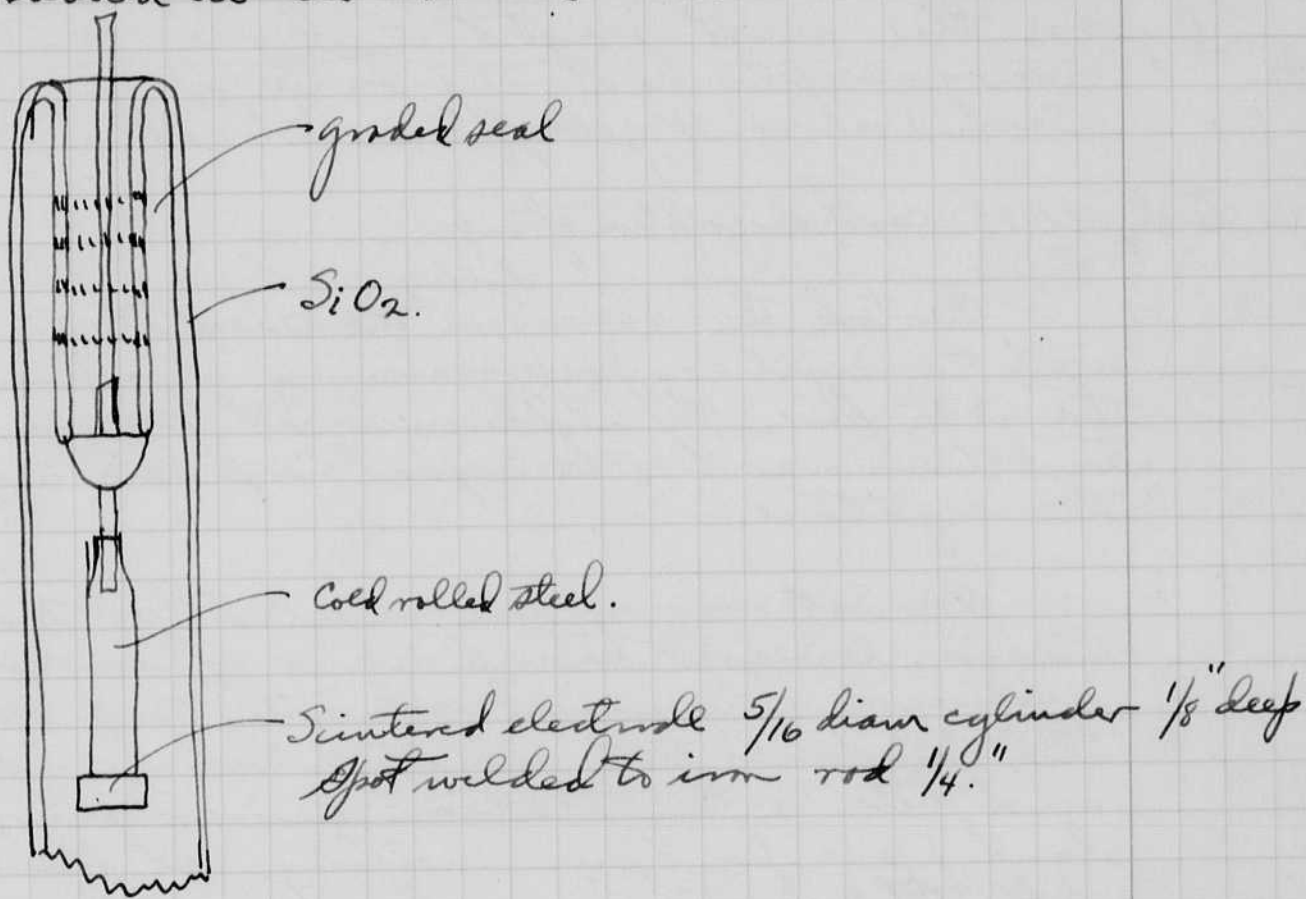 graded seal
SiO2.
Cold rolled steel.
Sintered electrode 5/16 diam cylinder 1/8" deep
Spot welded to iron rod 1/4."